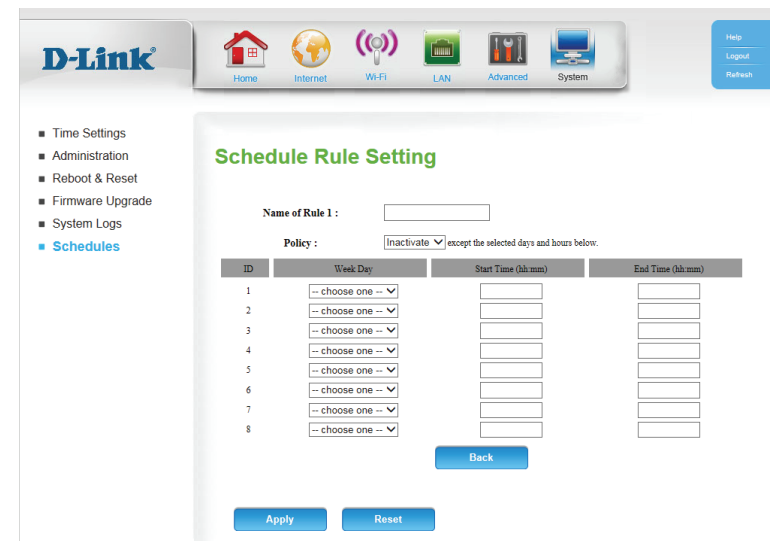 D-Link®
Home
Internet
Wi-Fi
LAN
Advanced
System
Help
Logout
Refresh
Time Settings
Administration
Reboot & Reset
Firmware Upgrade
System Logs
Schedules
Schedule Rule Setting
Name of Rule 1 :
Policy : Inactivate except the selected days and hours below.
ID Week Day Start Time (hh:mm) End Time (hh:mm)
1 -- choose one --
2 -- choose one --
3 -- choose one --
4 -- choose one --
5 -- choose one --
6 -- choose one --
7 -- choose one --
8 -- choose one --
Back
Apply Reset